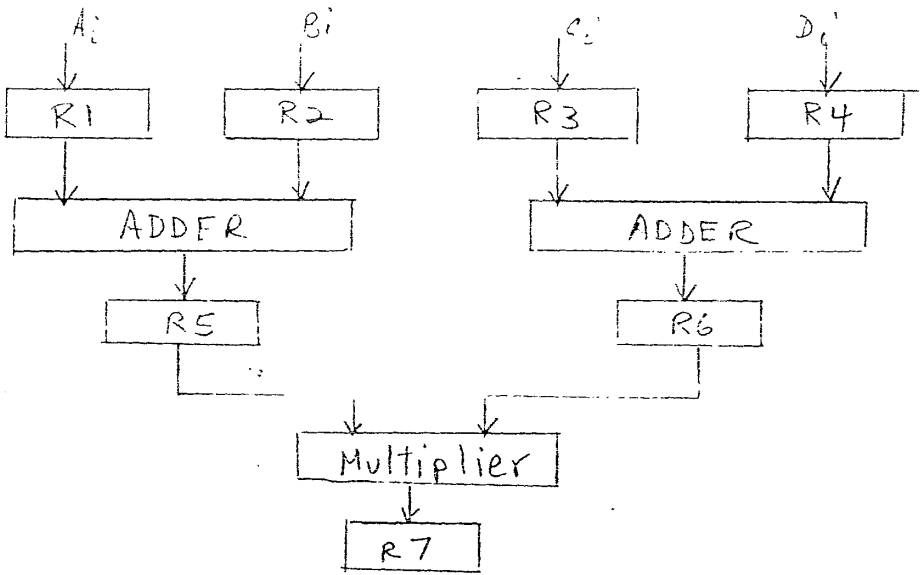 Ai Bi Ci Di
R1 R2 R3 R4
ADDER ADDER
R5 R6
Multiplier
R7